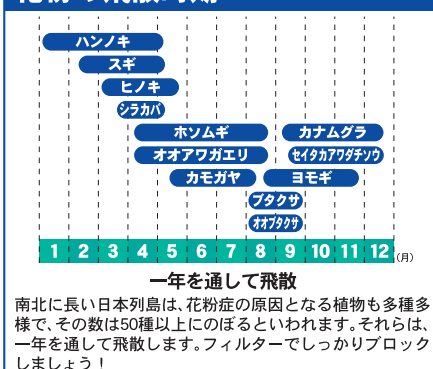 ハンノキ
スギ
ヒノキ
シラカバ
ホソムギ カナムグラ
オオアワガエリ セイタカアワダチソウ
カモガヤ ヨモギ
ブタクサ
オオブタクサ
1 2 3 4 5 6 7 8 9 10 11 12 (月)
一年を通して飛散
南北に長い日本列島は、花粉症の原因となる植物も多種多
様で、その数は50種以上にのぼるといわれます。それらは、
一年を通して飛散します。フィルターでしっかりブロック
しましょう!